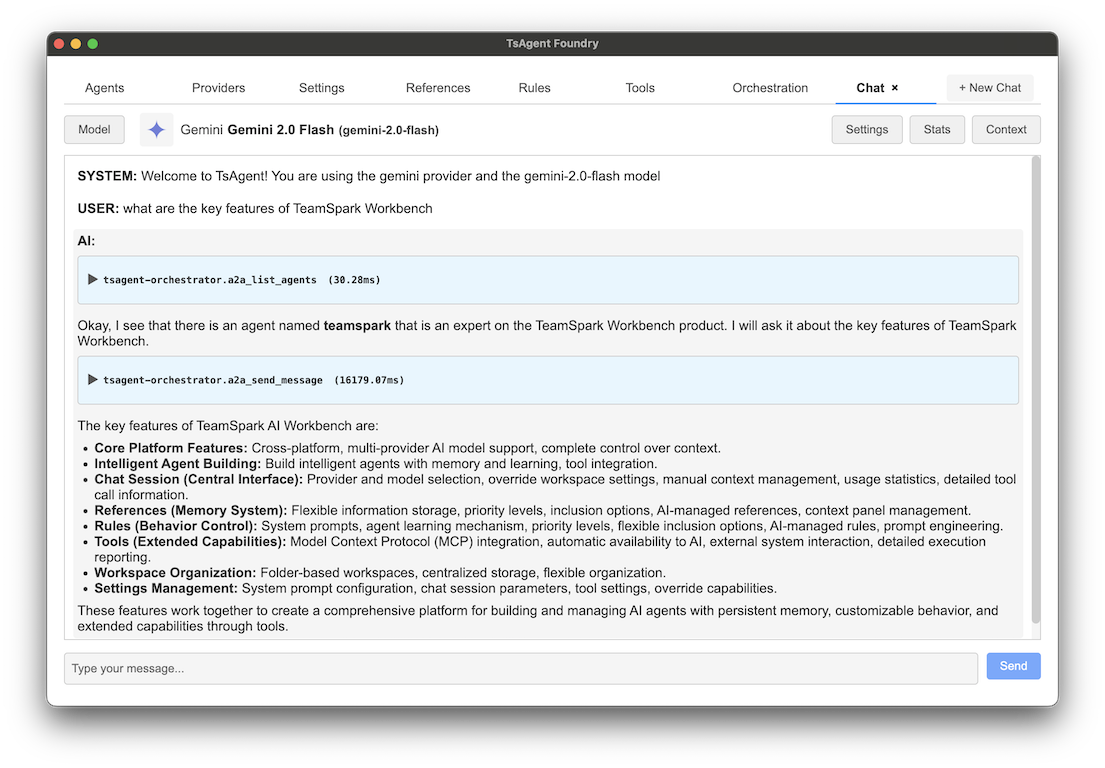 TsAgent Foundry
Agents Providers Settings References Rules Tools Orchestration Chat × + New Chat
Model Gemini Gemini 2.0 Flash (gemini-2.0-flash) Settings Stats Context
SYSTEM: Welcome to TsAgent! You are using the gemini provider and the gemini-2.0-flash model
USER: what are the key features of TeamSpark Workbench
AI:
▶ tsagent-orchestrator.a2a_list_agents (30.28ms)
Okay, I see that there is an agent named teamspark that is an expert on the TeamSpark Workbench product. I will ask it about the key features of TeamSpark
Workbench.
▶ tsagent-orchestrator.a2a_send_message (16179.07ms)
The key features of TeamSpark AI Workbench are:
• Core Platform Features: Cross-platform, multi-provider AI model support, complete control over context.
• Intelligent Agent Building: Build intelligent agents with memory and learning, tool integration.
• Chat Session (Central Interface): Provider and model selection, override workspace settings, manual context management, usage statistics, detailed tool
call information.
• References (Memory System): Flexible information storage, priority levels, inclusion options, AI-managed references, context panel management.
• Rules (Behavior Control): System prompts, agent learning mechanism, priority levels, flexible inclusion options, AI-managed rules, prompt engineering.
• Tools (Extended Capabilities): Model Context Protocol (MCP) integration, automatic availability to AI, external system interaction, detailed execution
reporting.
• Workspace Organization: Folder-based workspaces, centralized storage, flexible organization.
• Settings Management: System prompt configuration, chat session parameters, tool settings, override capabilities.
These features work together to create a comprehensive platform for building and managing AI agents with persistent memory, customizable behavior, and
extended capabilities through tools.
Type your message... Send